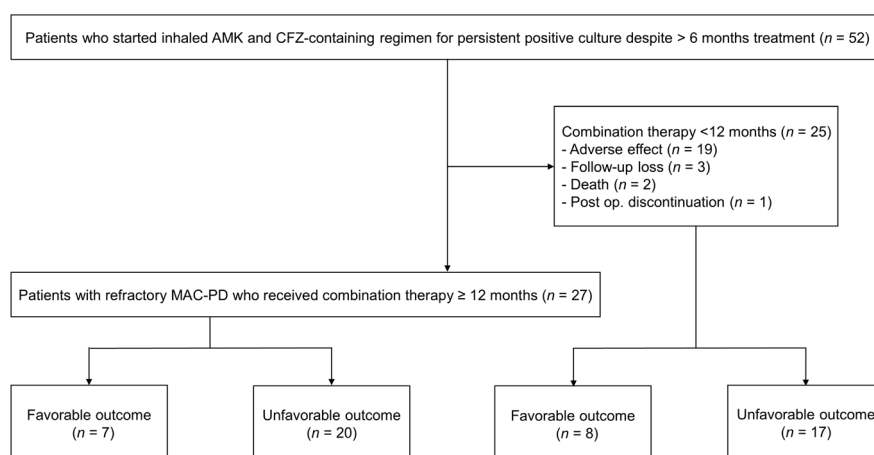 Patients who started inhaled AMK and CFZ-containing regimen for persistent positive culture despite > 6 months treatment (n = 52)
Combination therapy <12 months (n = 25)
- Adverse effect (n = 19)
- Follow-up loss (n = 3)
- Death (n = 2)
- Post op. discontinuation (n = 1)
Patients with refractory MAC-PD who received combination therapy ≥ 12 months (n = 27)
Favorable outcome
(n = 7)
Unfavorable outcome
(n = 20)
Favorable outcome
(n = 8)
Unfavorable outcome
(n = 17)